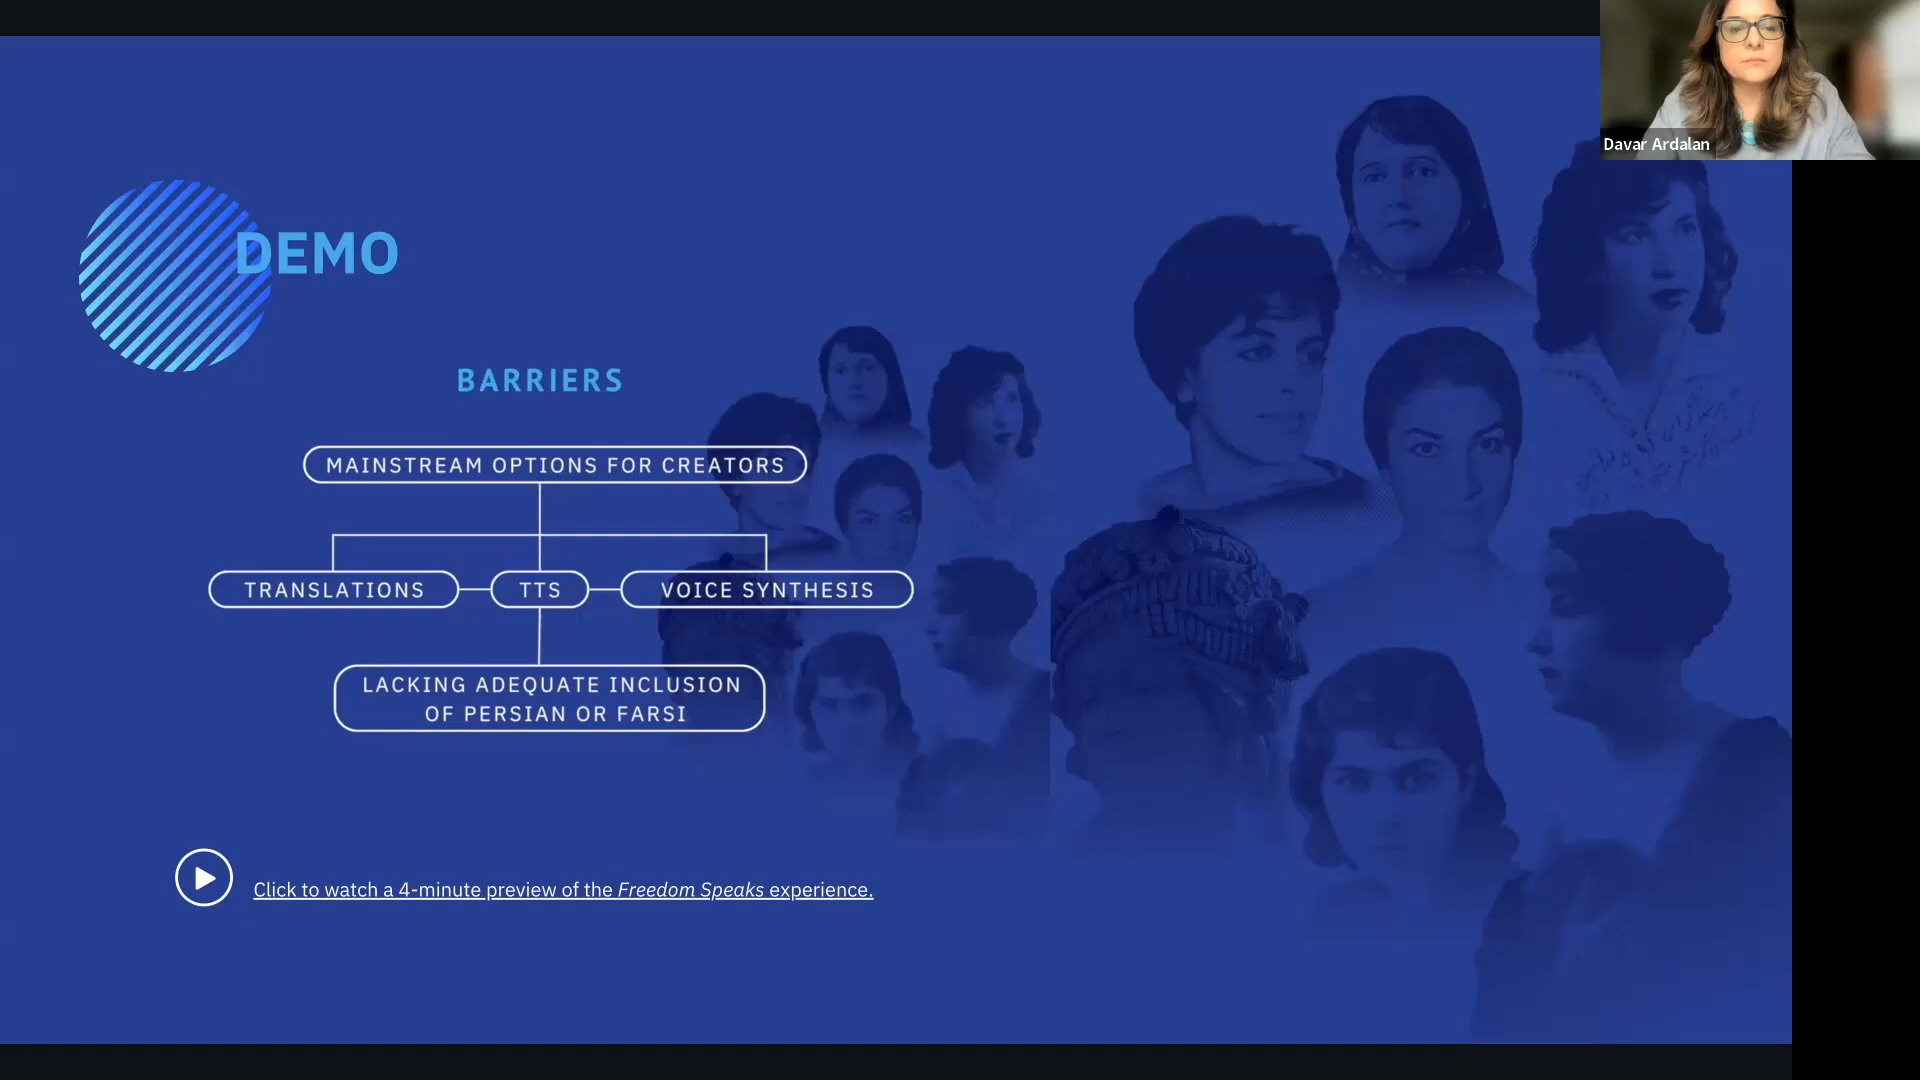 Davar Ardalan
DEMO
BARRIERS
MAINSTREAM OPTIONS FOR CREATORS
TRANSLATIONS
TTS
VOICE SYNTHESIS
LACKING ADEQUATE INCLUSION
OF PERSIAN OR FARSI
Click to watch a 4-minute preview of the Freedom Speaks experience.